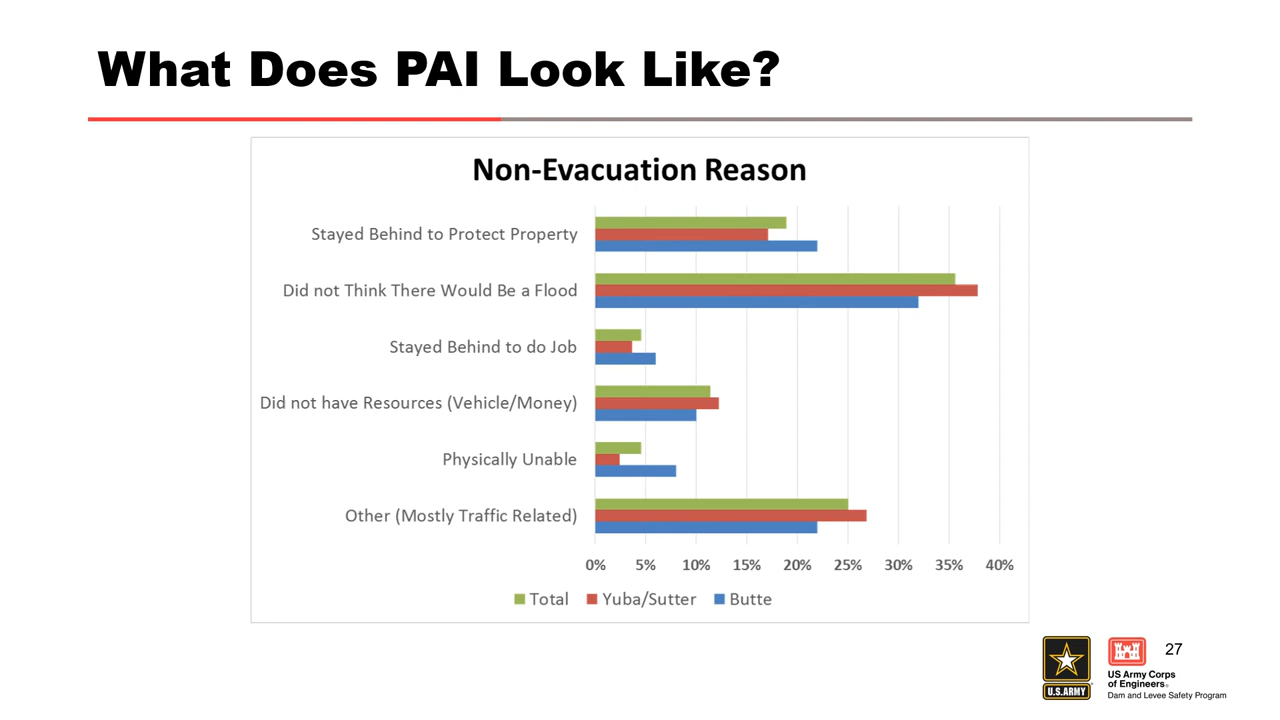 What Does PAI Look Like?
Non-Evacuation Reason
Stayed Behind to Protect Property
Did not Think There Would Be a Flood
Stayed Behind to do Job
Did not have Resources (Vehicle/Money)
Physically Unable
Other (Mostly Traffic Related)
0% 5% 10% 15% 20% 25% 30% 35% 40%
Total Yuba/Sutter Butte
U.S.ARMY
US Army Corps
of Engineers®
Dam and Levee Safety Program
27